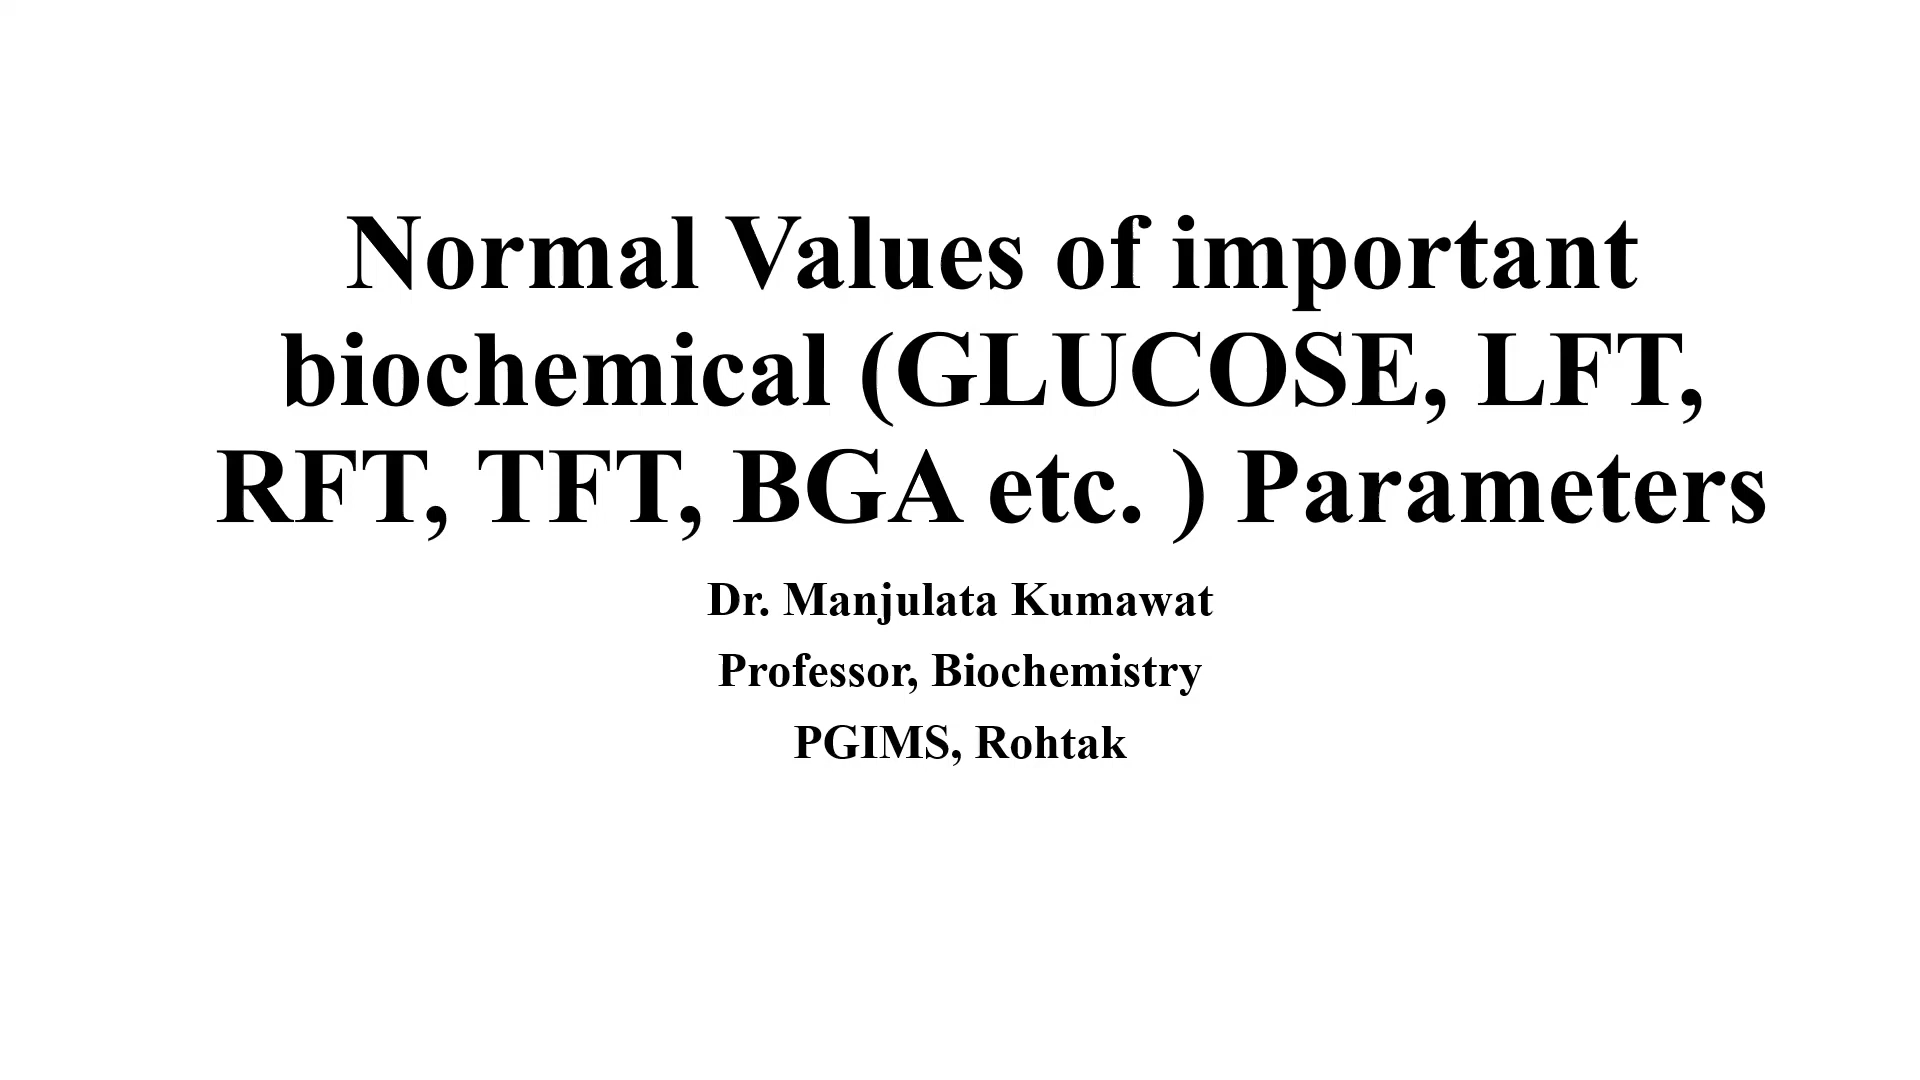 Normal Values of important
biochemical (GLUCOSE, LFT,
RFT, TFT, BGA etc. ) Parameters
Dr. Manjulata Kumawat
Professor, Biochemistry
PGIMS, Rohtak